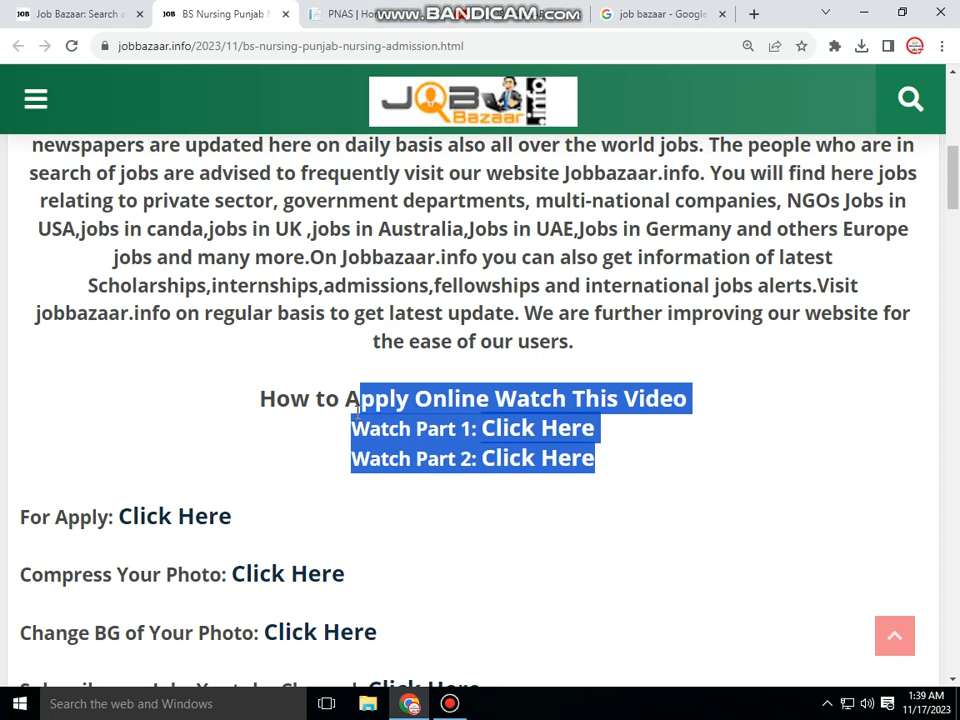 Job Bazaar: Search a
BS Nursing Punjab N
PNAS | Ho
www.BANDICAM.com
job bazaar - Google
jobbazaar.info/2023/11/bs-nursing-punjab-nursing-admission.html
JOB
Bazaar
info
newspapers are updated here on daily basis also all over the world jobs. The people who are in
search of jobs are advised to frequently visit our website Jobbazaar.info. You will find here jobs
relating to private sector, government departments, multi-national companies, NGOs Jobs in
USA,jobs in canda,jobs in UK ,jobs in Australia,Jobs in UAE,Jobs in Germany and others Europe
jobs and many more.On Jobbazaar.info you can also get information of latest
Scholarships,internships,admissions,fellowships and international jobs alerts.Visit
jobbazaar.info on regular basis to get latest update. We are further improving our website for
the ease of our users.
How to Apply Online Watch This Video
Watch Part 1: Click Here
Watch Part 2: Click Here
For Apply: Click Here
Compress Your Photo: Click Here
Change BG of Your Photo: Click Here
Click Here
Search the web and Windows
1:39 AM
11/17/2023